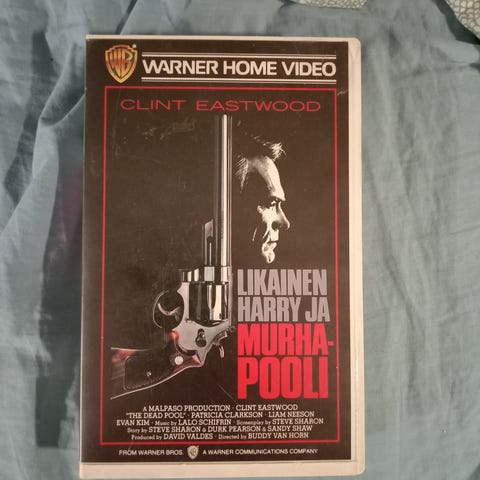 WB WARNER HOME VIDEO
CLINT EASTWOOD
LIKAINEN
HARRY JA
MURHA-
POOLI
A MALPASO PRODUCTION · CLINT EASTWOOD
"THE DEAD POOL" · PATRICIA CLARKSON · LIAM NEESON
EVAN KIM · Music by LALO SCHIFRIN · Screenplay by STEVE SHARON
Story by STEVE SHARON & DURK PEARSON & SANDY SHAW
Produced by DAVID VALDES · Directed by BUDDY VAN HORN
FROM WARNER BROS. WB A WARNER COMMUNICATIONS COMPANY